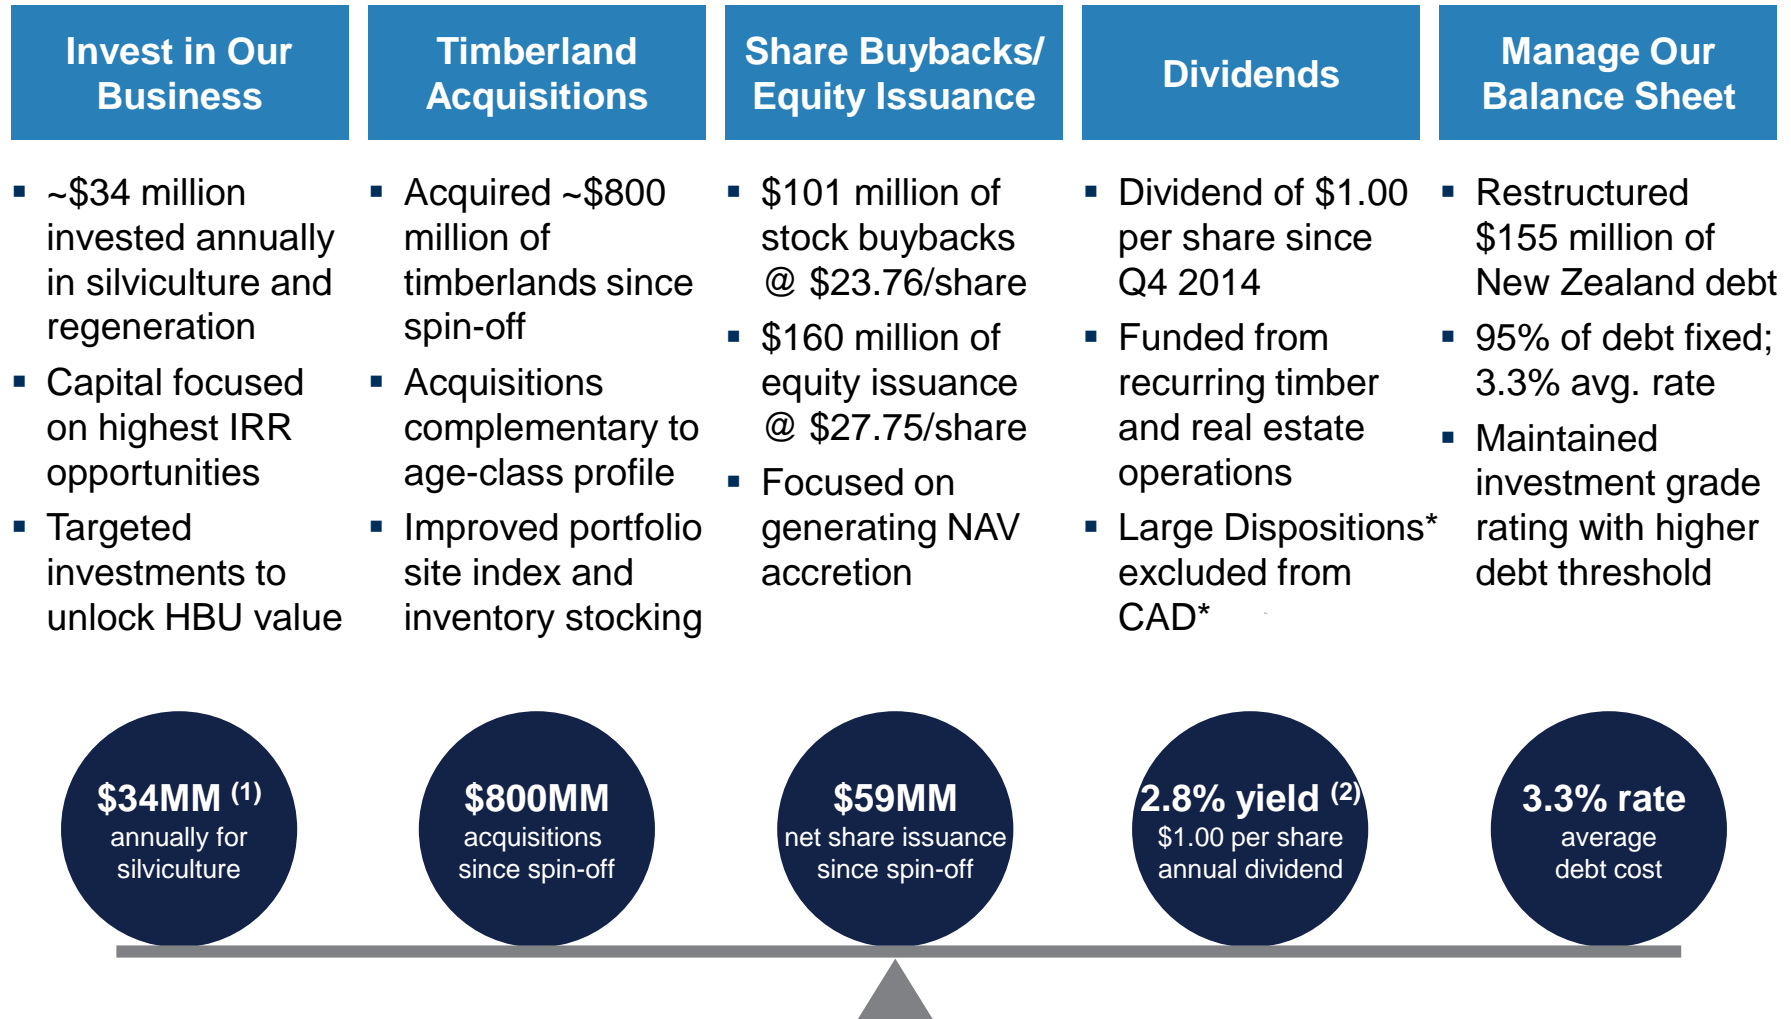 Invest in Our
Business
Timberland
Acquisitions
Share Buybacks/
Equity Issuance
Dividends
Manage Our
Balance Sheet
▪ ~$34 million
invested annually
in silviculture and
regeneration
▪ Capital focused
on highest IRR
opportunities
▪ Targeted
investments to
unlock HBU value
▪ Acquired ~$800
million of
timberlands since
spin-off
▪ Acquisitions
complementary to
age-class profile
▪ Improved portfolio
site index and
inventory stocking
▪ $101 million of
stock buybacks
@ $23.76/share
▪ $160 million of
equity issuance
@ $27.75/share
▪ Focused on
generating NAV
accretion
▪ Dividend of $1.00
per share since
Q4 2014
▪ Funded from
recurring timber
and real estate
operations
▪ Large Dispositions*
excluded from
CAD*
▪ Restructured
$155 million of
New Zealand debt
▪ 95% of debt fixed;
3.3% avg. rate
▪ Maintained
investment grade
rating with higher
debt threshold
$34MM (1)
annually for
silviculture
$800MM
acquisitions
since spin-off
$59MM
net share issuance
since spin-off
2.8% yield (2)
$1.00 per share
annual dividend
3.3% rate
average
debt cost